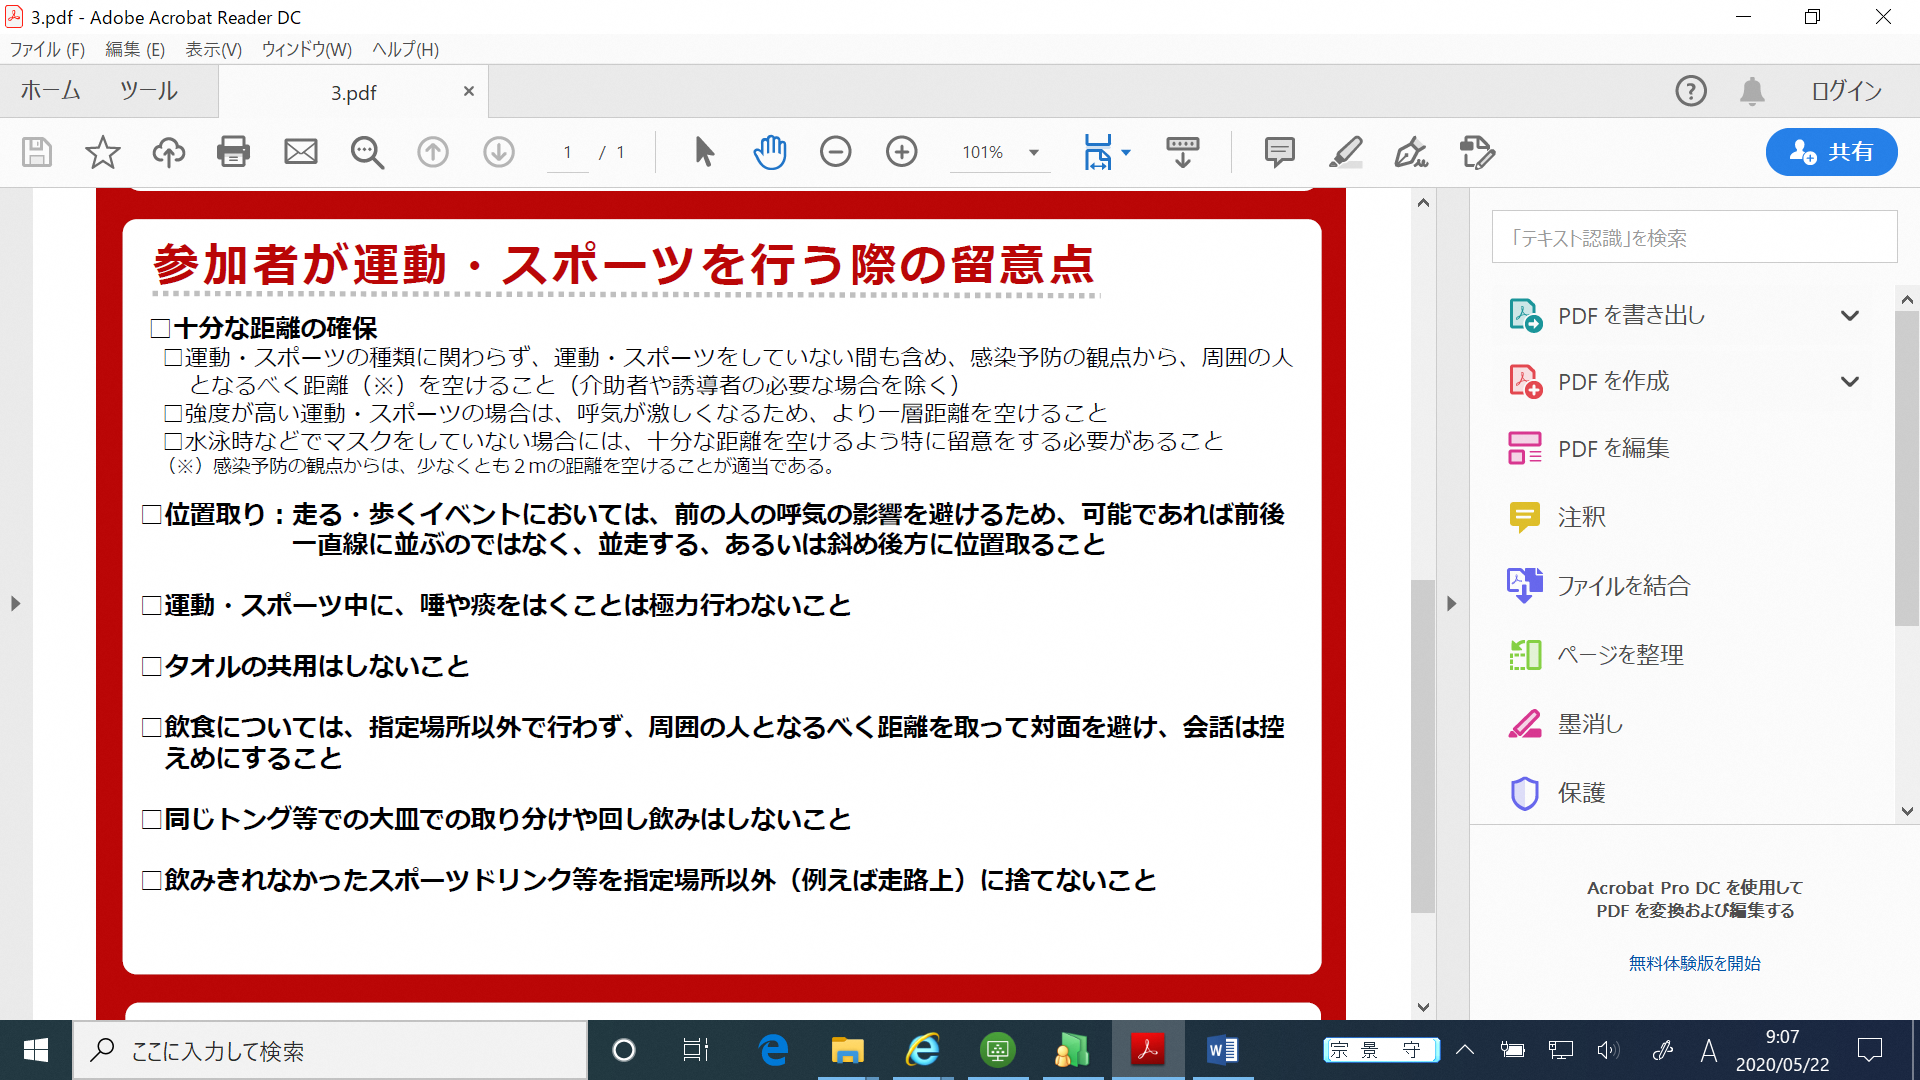 3.pdf - Adobe Acrobat Reader DC
ファイル (F) 編集 (E) 表示(V) ウィンドウ(W) ヘルプ(H)
ホーム ツール 3.pdf × ログイン
1 / 1 101% 共有
参加者が運動・スポーツを行う際の留意点
□十分な距離の確保
□運動・スポーツの種類に関わらず、運動・スポーツをしていない間も含め、感染予防の観点から、周囲の人
となるべく距離（※）を空けること（介助者や誘導者の必要な場合を除く）
□強度が高い運動・スポーツの場合は、呼気が激しくなるため、より一層距離を空けること
□水泳時などでマスクをしていない場合には、十分な距離を空けるよう特に留意をする必要があること
（※）感染予防の観点からは、少なくとも２ｍの距離を空けることが適当である。
□位置取り：走る・歩くイベントにおいては、前の人の呼気の影響を避けるため、可能であれば前後
一直線に並ぶのではなく、並走する、あるいは斜め後方に位置取ること
□運動・スポーツ中に、唾や痰をはくことは極力行わないこと
□タオルの共用はしないこと
□飲食については、指定場所以外で行わず、周囲の人となるべく距離を取って対面を避け、会話は控
えめにすること
□同じトング等での大皿での取り分けや回し飲みはしないこと
□飲みきれなかったスポーツドリンク等を指定場所以外（例えば走路上）に捨てないこと
「テキスト認識」を検索
PDF を書き出し
PDF を作成
PDF を編集
注釈
ファイルを結合
ページを整理
墨消し
保護
Acrobat Pro DC を使用して
PDF を変換および編集する
無料体験版を開始
ここに入力して検索
宗 景 守
A
9:07
2020/05/22